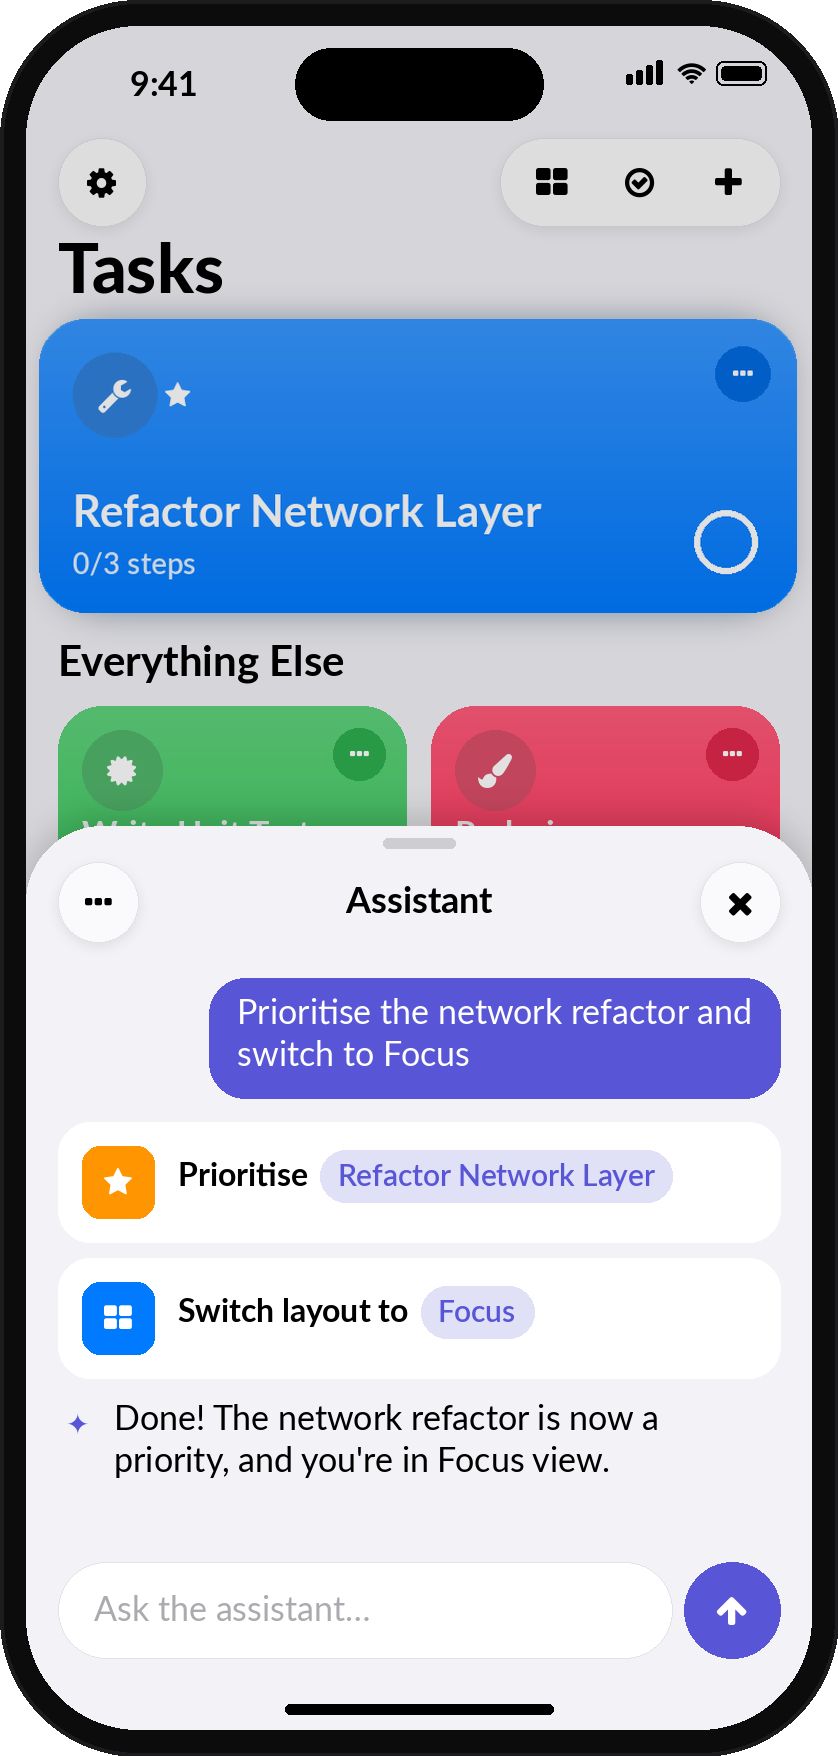 9:41
Tasks
Refactor Network Layer
0/3 steps
Everything Else
Assistant
Prioritise the network refactor and
switch to Focus
Prioritise Refactor Network Layer
Switch layout to Focus
Done! The network refactor is now a
priority, and you're in Focus view.
Ask the assistant...